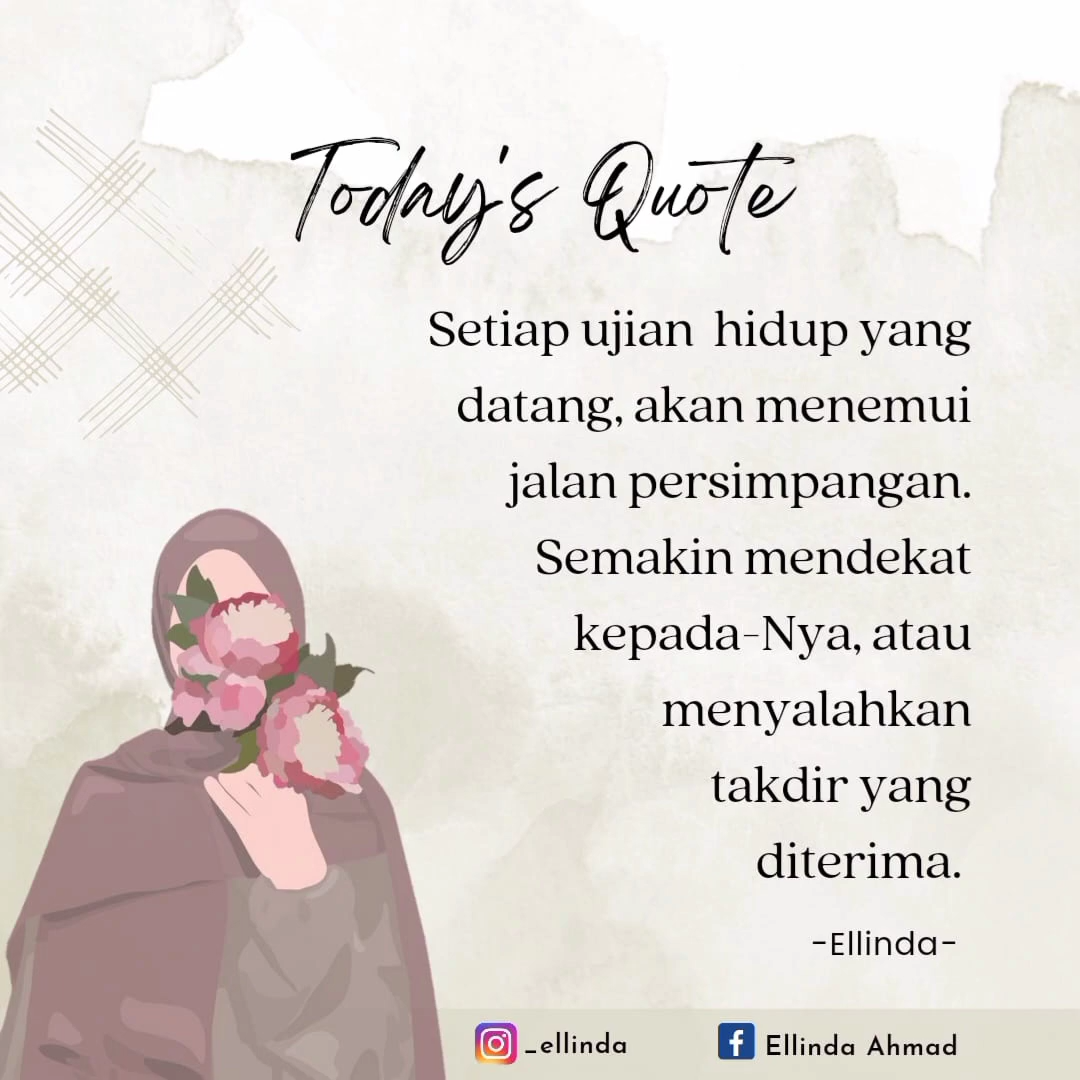 Today's Quote
Setiap ujian hidup yang
datang, akan menemui
jalan persimpangan.
Semakin mendekat
kepada-Nya, atau
menyalahkan
takdir yang
diterima.
-Ellinda-
_ellinda
Ellinda Ahmad